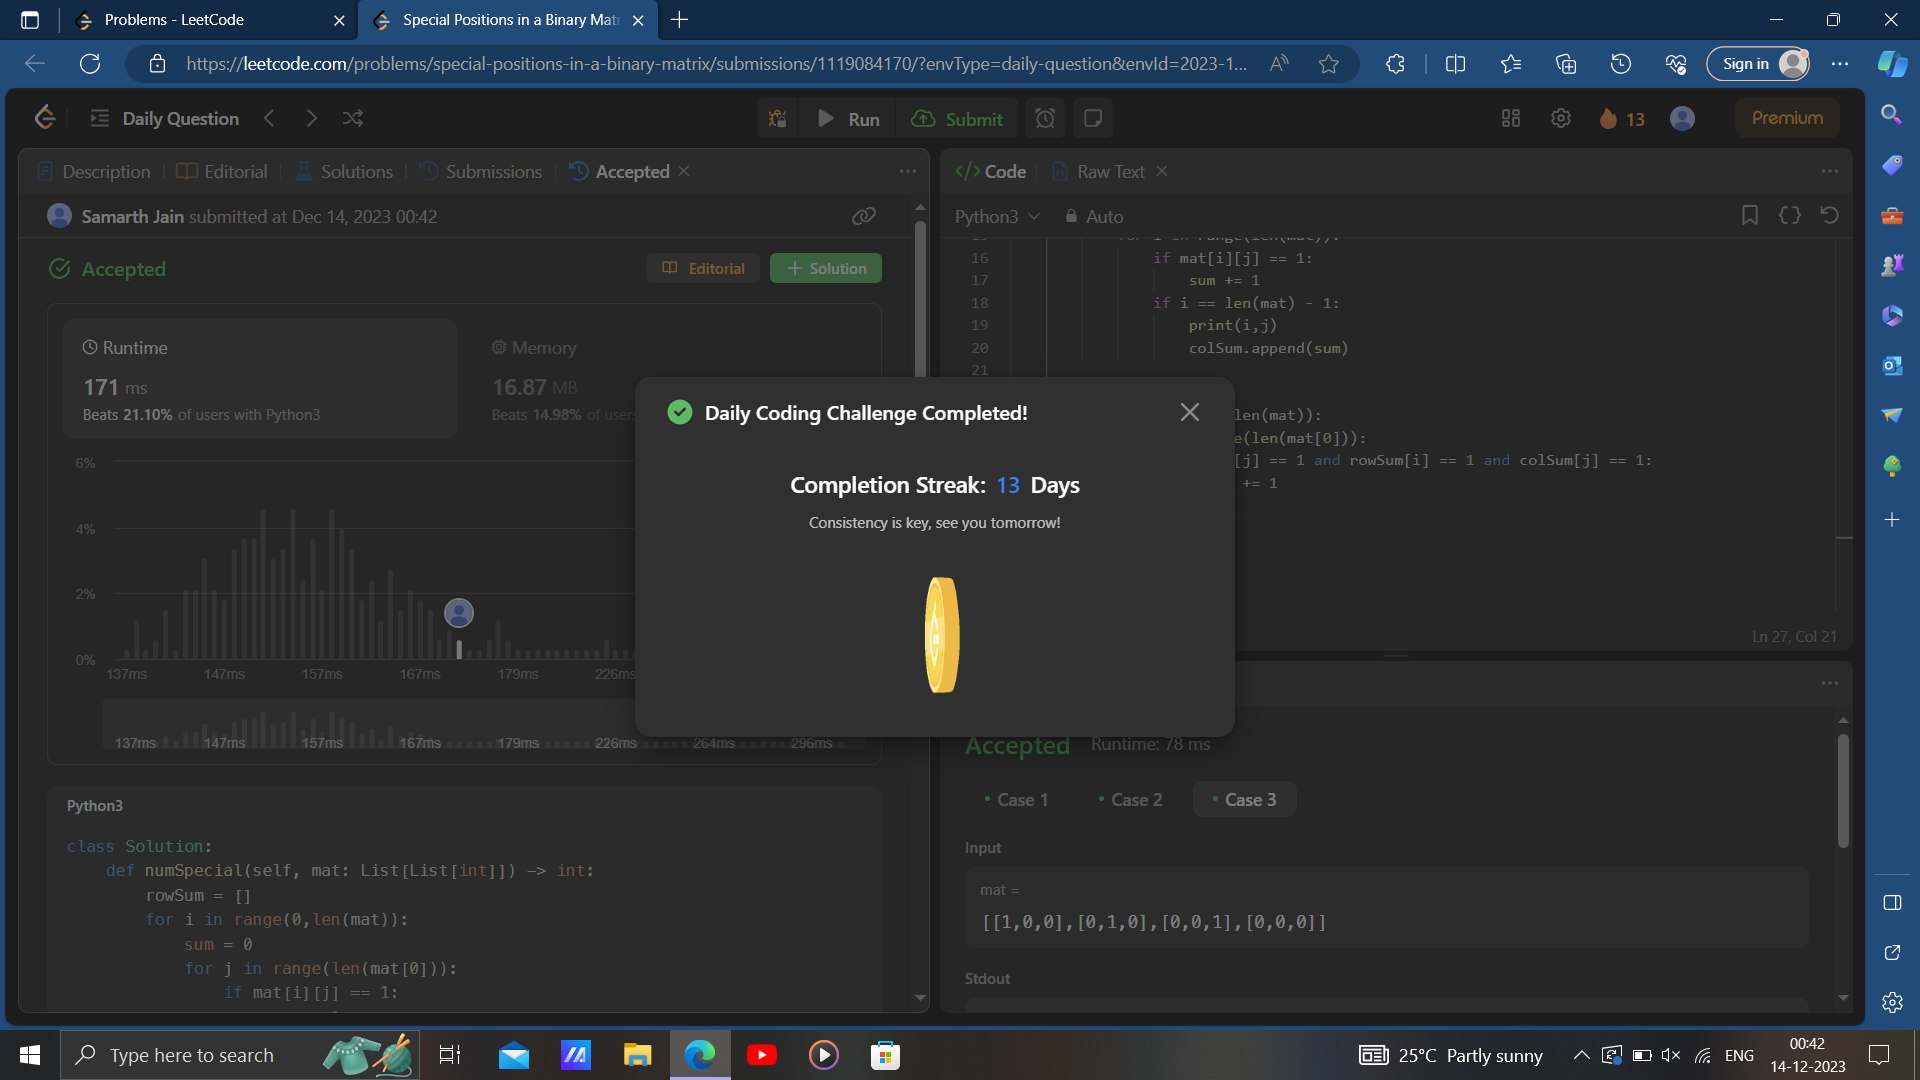 Problems - LeetCode
Special Positions in a Binary Mat
https://leetcode.com/problems/special-positions-in-a-binary-matrix/submissions/1119084170/?envType=daily-question&envId=2023-1...
Sign in
Daily Question
Run
Submit
13
Premium
Description
Editorial
Solutions
Submissions
Accepted
Samarth Jain submitted at Dec 14, 2023 00:42
Accepted
Editorial
Solution
Runtime
171 ms
Beats 21.10% of users with Python3
Memory
16.87 MB
Beats 14.98% of users
6%
4%
2%
0%
137ms 147ms 157ms 167ms 179ms 226ms
137ms 147ms 157ms 167ms 179ms 226ms 264ms 296ms
Python3
class Solution:
def numSpecial(self, mat: List[List[int]]) -> int:
rowSum = []
for i in range(0,len(mat)):
sum = 0
for j in range(len(mat[0])):
if mat[i][j] == 1:
</> Code
Raw Text
Python3
Auto
16 if mat[i][j] == 1:
17 sum += 1
18 if i == len(mat) - 1:
19 print(i,j)
20 colSum.append(sum)
21
len(mat)):
e(len(mat[0])):
[j] == 1 and rowSum[i] == 1 and colSum[j] == 1:
+= 1
Ln 27, Col 21
Daily Coding Challenge Completed!
Completion Streak: 13 Days
Consistency is key, see you tomorrow!
Accepted Runtime: 78 ms
Case 1
Case 2
Case 3
Input
mat =
[[1,0,0],[0,1,0],[0,0,1],[0,0,0]]
Stdout
Type here to search
25°C Partly sunny
ENG
00:42
14-12-2023